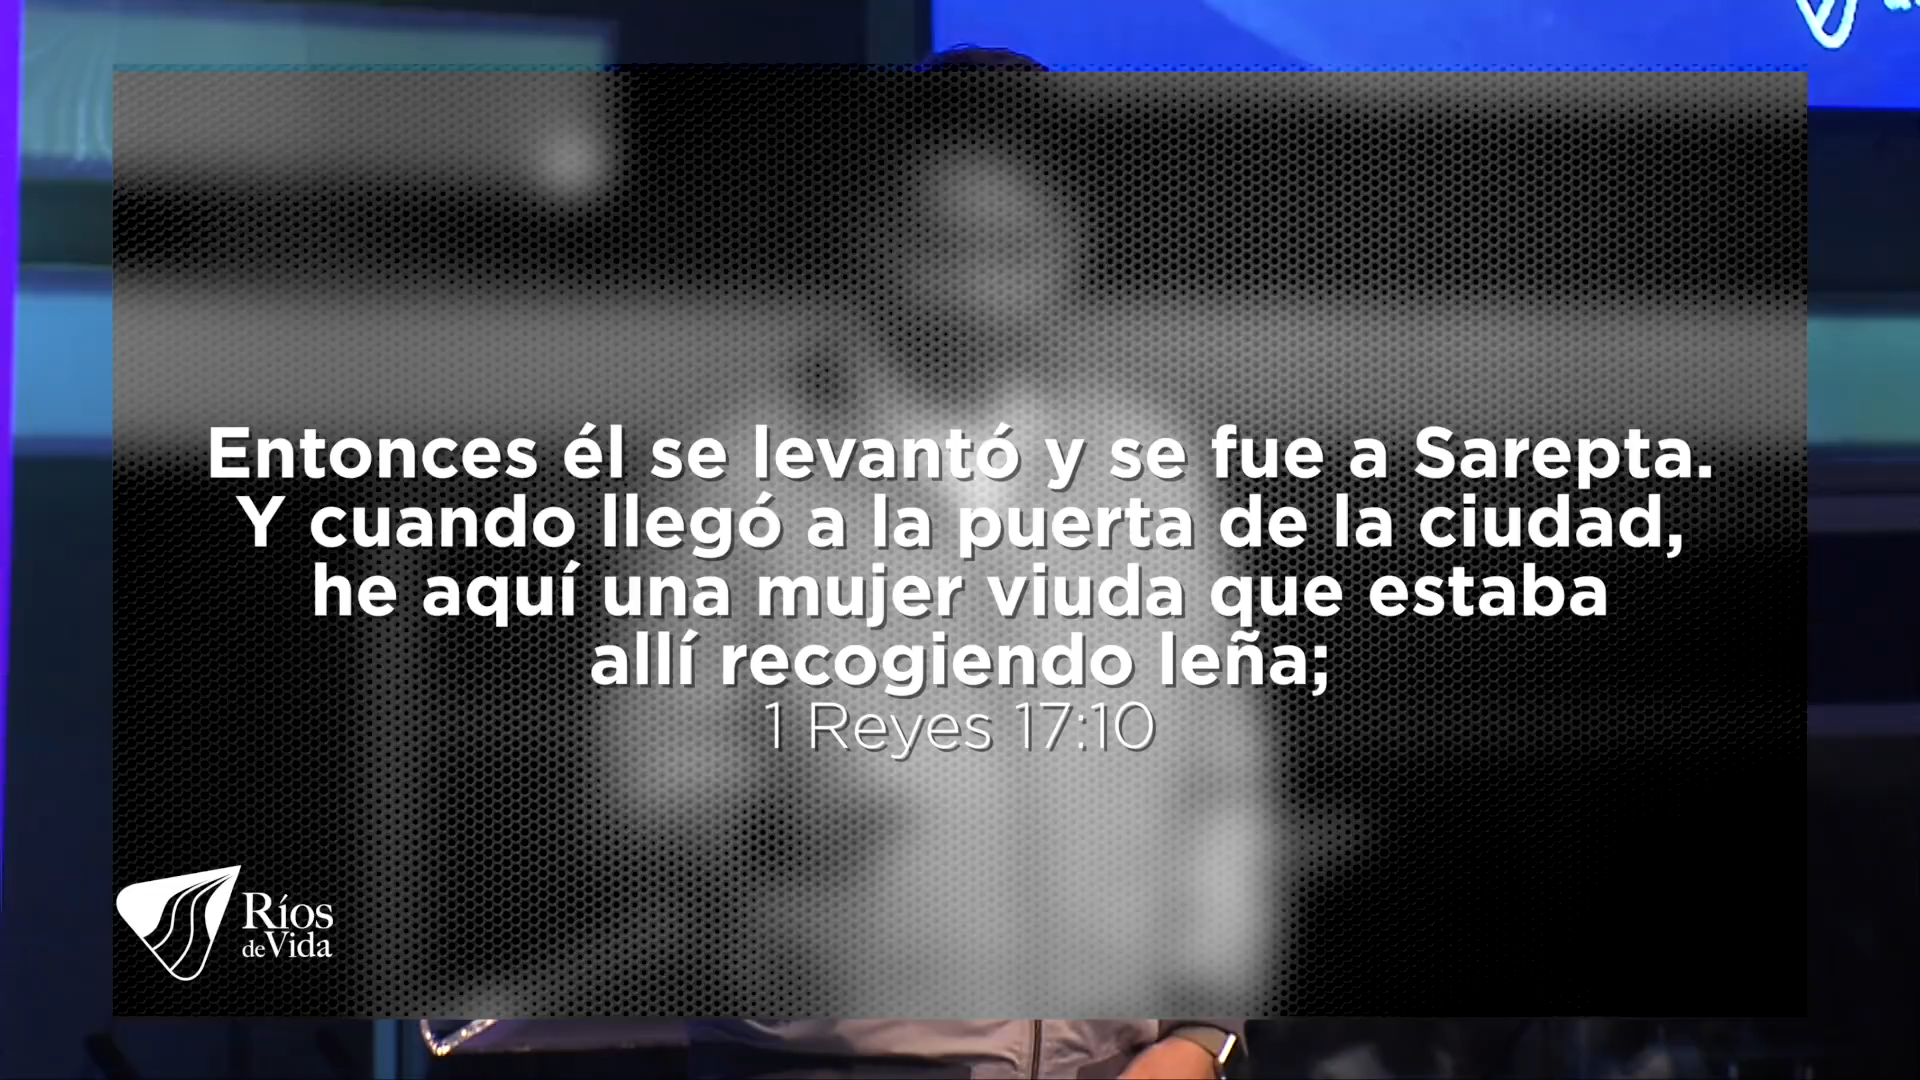 Entonces él se levantó y se fue a Sarepta.
Y cuando llegó a la puerta de la ciudad,
he aquí una mujer viuda que estaba
allí recogiendo leña;
1 Reyes 17:10
Ríos
de Vida